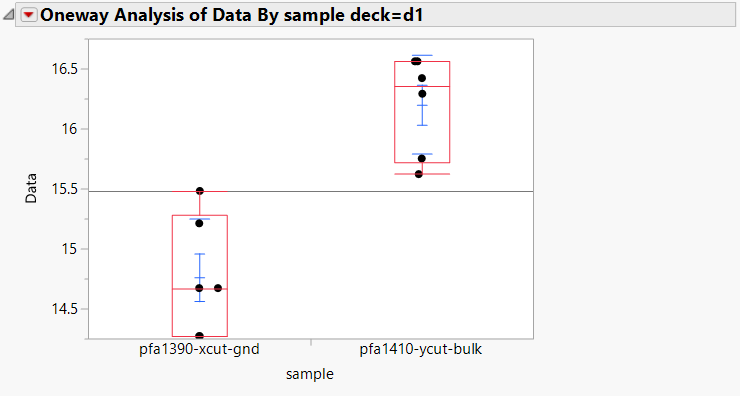 Oneway Analysis of Data By sample deck=d1
16.5
16
15.5
15
14.5
Data
pfa1390-xcut-gnd
pfa1410-ycut-bulk
sample